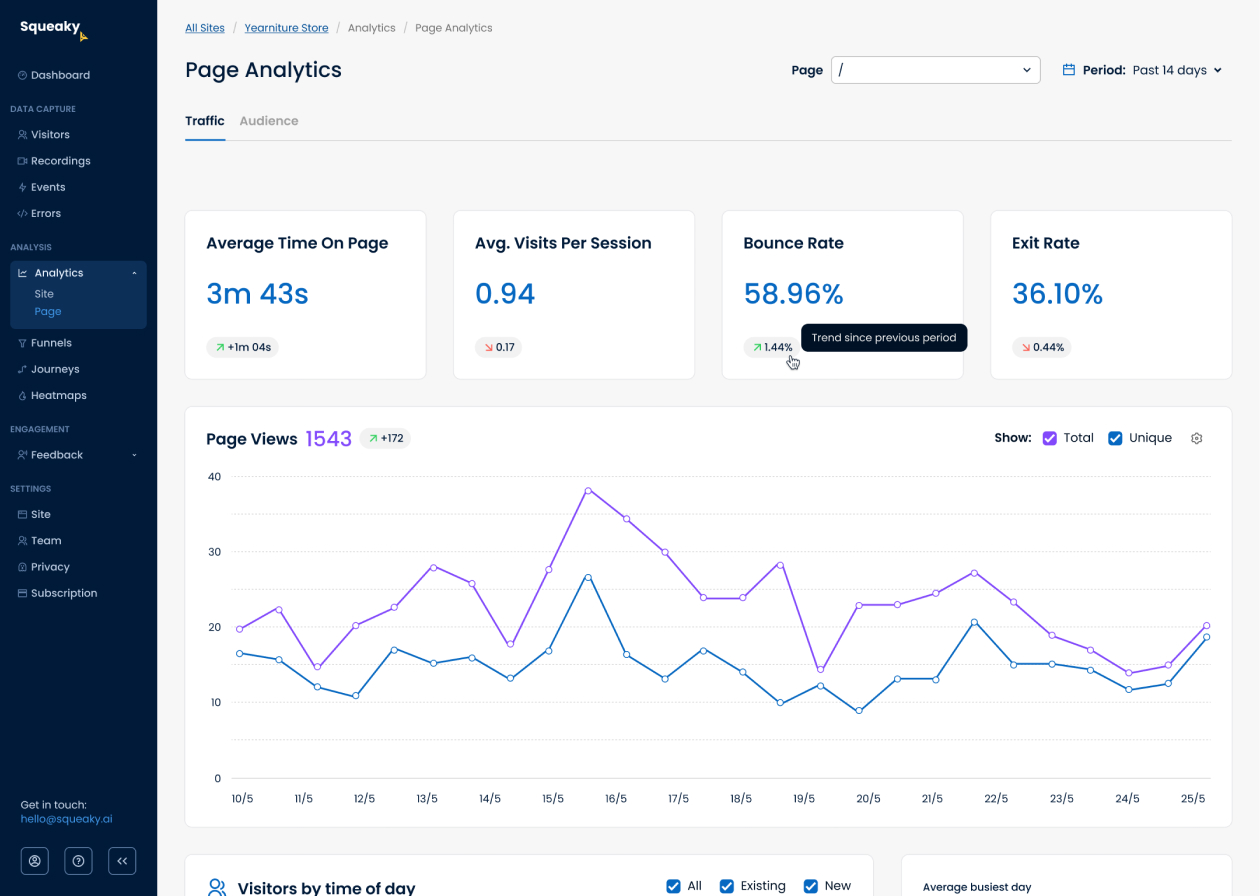 Squeaky
Dashboard
DATA CAPTURE
Visitors
Recordings
Events
Errors
ANALYSIS
Analytics
Site
Page
Funnels
Journeys
Heatmaps
ENGAGEMENT
Feedback
SETTINGS
Site
Team
Privacy
Subscription
Get in touch:
hello@squeaky.ai
All Sites / Yearniture Store / Analytics / Page Analytics
Page Analytics
Page /
Period: Past 14 days
Traffic Audience
Average Time On Page
3m 43s
+1m 04s
Avg. Visits Per Session
0.94
0.17
Bounce Rate
58.96%
1.44%
Trend since previous period
Exit Rate
36.10%
0.44%
Page Views 1543 +172
Show: Total Unique
40
30
20
10
0
10/5 11/5 12/5 13/5 14/5 15/5 16/5 17/5 18/5 19/5 20/5 21/5 22/5 23/5 24/5 25/5
Visitors by time of day
All Existing New
Average busiest day